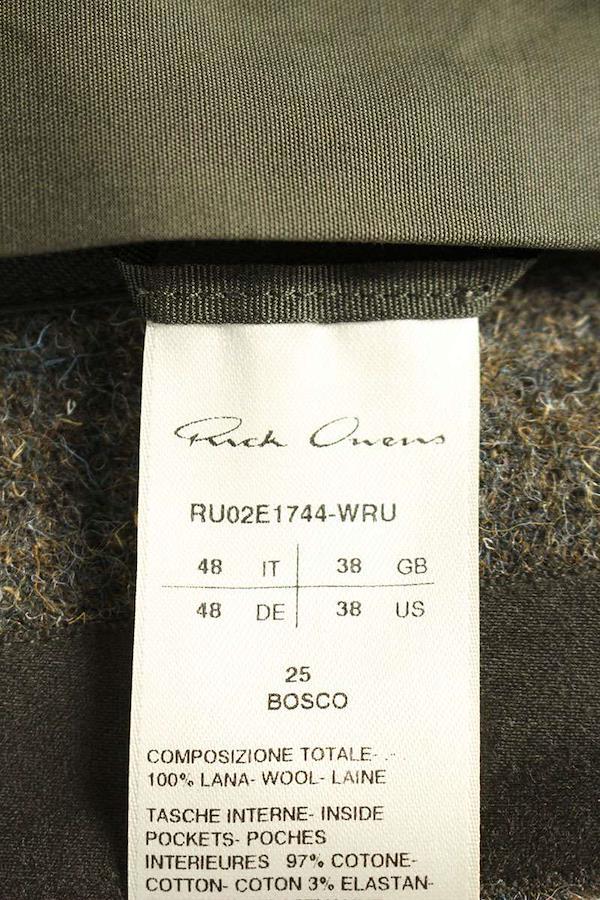 Rick Owens
RU02E1744-WRU
48 IT 38 GB
48 DE 38 US
25
BOSCO
COMPOSIZIONE TOTALE- .-
100% LANA- WOOL- LAINE
TASCHE INTERNE- INSIDE
POCKETS- POCHES
INTERIEURES 97% COTONE-
COTTON- COTON 3% ELASTAN-